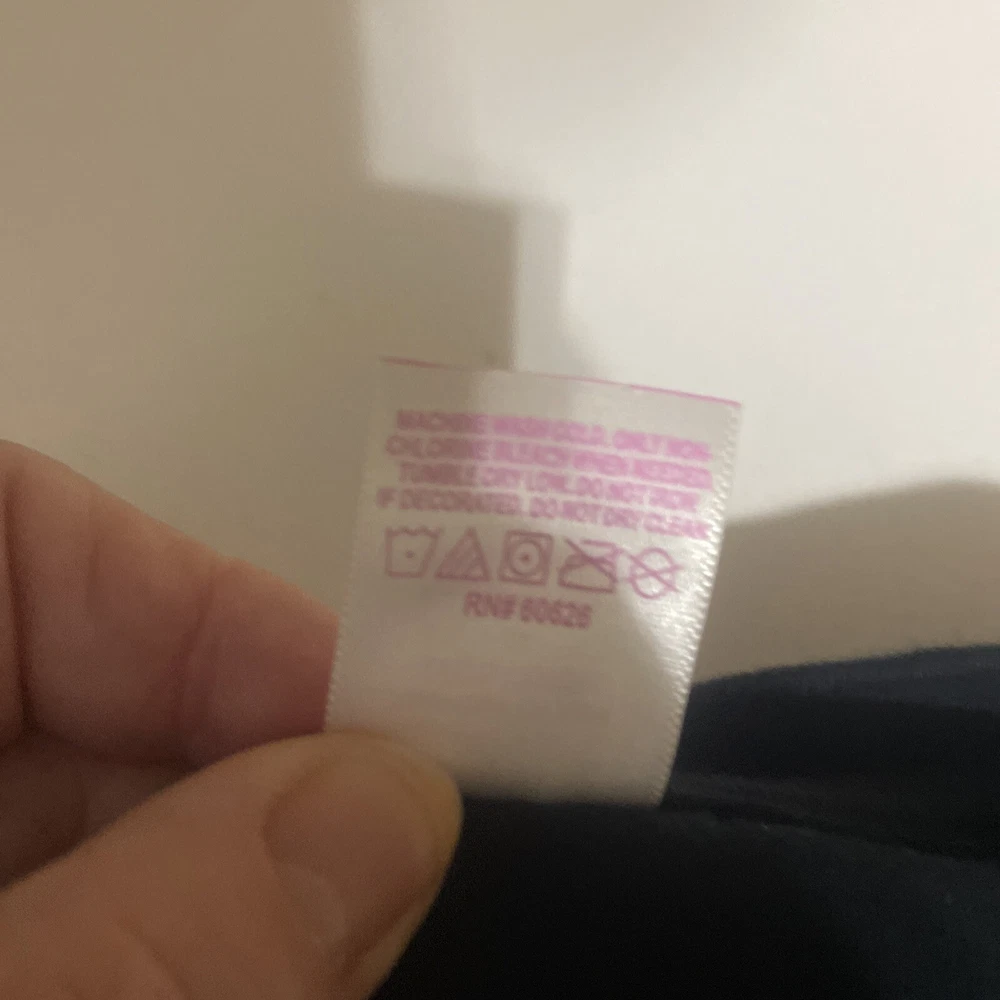 MACHINE WASH COLD, ONLY NON-
CHLORINE BLEACH WHEN NEEDED.
TUMBLE DRY LOW. DO NOT IRON
IF DECORATED. DO NOT DRY CLEAN
RN# 60626